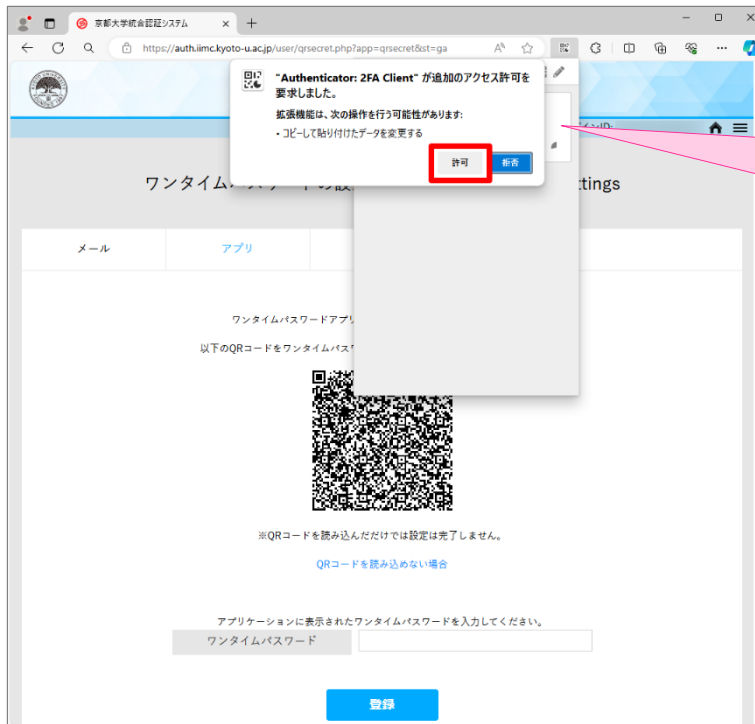 京都大学統合認証システム
https://auth.iimc.kyoto-u.ac.jp/user/qrsecret.php?app=qrsecret&st=ga
"Authenticator: 2FA Client" が追加のアクセス許可を
要求しました。
拡張機能は、次の操作を行う可能性があります:
• コピーして貼り付けたデータを変更する
許可
拒否
ID:
ワンタイム
ttings
メール
アプリ
ワンタイムパスワードアプリ
以下のQRコードをワンタイムパス
※QRコードを読み込んだだけでは設定は完了しません。
QRコードを読み込めない場合
アプリケーションに表示されたワンタイムパスワードを入力してください。
ワンタイムパスワード
登録